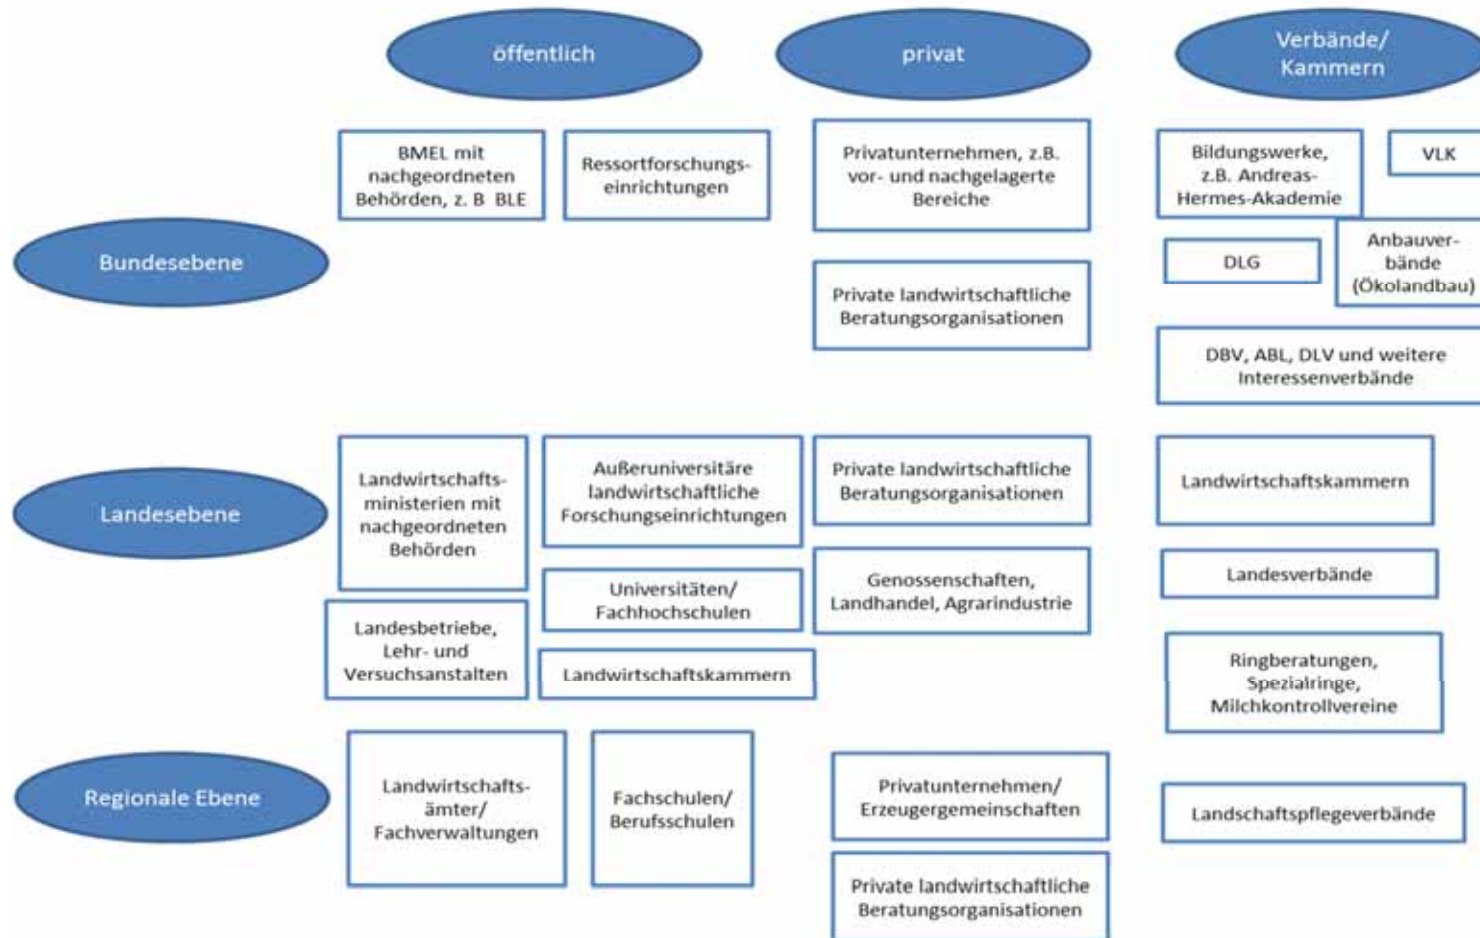 öffentlich
privat
Verbände/
Kammern
Bundesebene
BMEL mit
nachgeordneten
Behörden, z. B BLE
Ressortforschungs-
einrichtungen
Privatunternehmen, z.B.
vor- und nachgelagerte
Bereiche
Private landwirtschaftliche
Beratungsorganisationen
Bildungswerke,
z.B. Andreas-
Hermes-Akademie
VLK
DLG
Anbauver-
bände
(Ökolandbau)
DBV, ABL, DLV und weitere
Interessenverbände
Landesebene
Landwirtschafts-
ministerien mit
nachgeordneten
Behörden
Landesbetriebe,
Lehr- und
Versuchsanstalten
Außeruniversitäre
landwirtschaftliche
Forschungseinrichtungen
Universitäten/
Fachhochschulen
Landwirtschaftskammern
Private landwirtschaftliche
Beratungsorganisationen
Genossenschaften,
Landhandel, Agrarindustrie
Landwirtschaftskammern
Landesverbände
Ringberatungen,
Spezialringe,
Milchkontrollvereine
Regionale Ebene
Landwirtschafts-
ämter/
Fachverwaltungen
Fachschulen/
Berufsschulen
Privatunternehmen/
Erzeugergemeinschaften
Private landwirtschaftliche
Beratungsorganisationen
Landschaftspflegeverbände